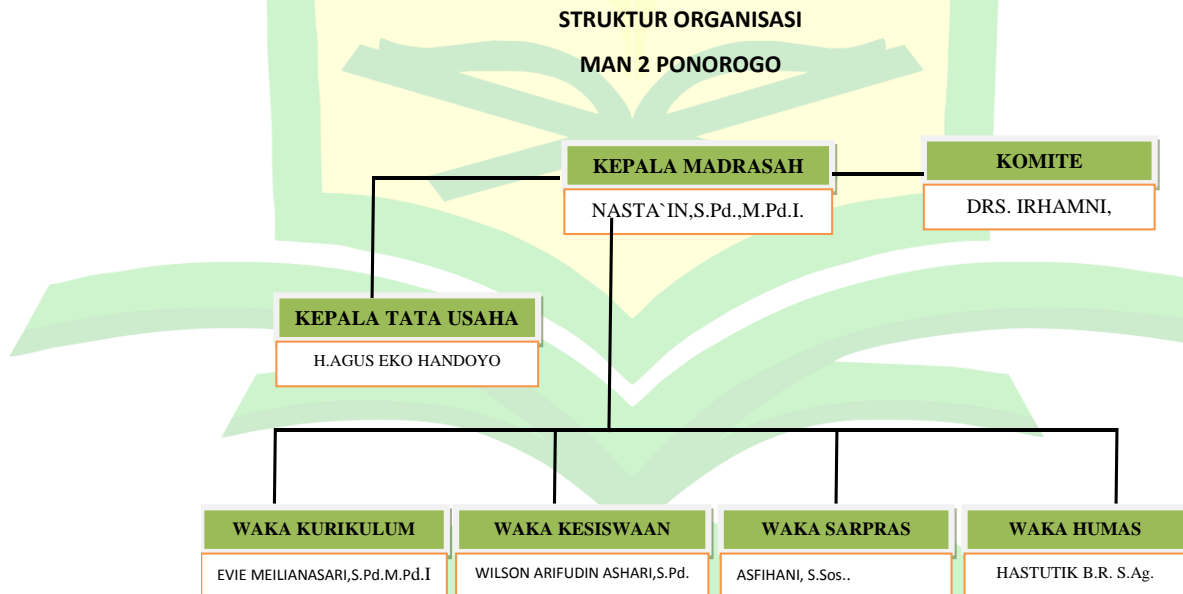 STRUKTUR ORGANISASI
MAN 2 PONOROGO
KEPALA MADRASAH
NASTA`IN,S.Pd.,M.Pd.I.
KOMITE
DRS. IRHAMNI,
KEPALA TATA USAHA
H.AGUS EKO HANDOYO
WAKA KURIKULUM
EVIE MEILIANASARI,S.Pd.M.Pd.I
WAKA KESISWAAN
WILSON ARIFUDIN ASHARI,S.Pd.
WAKA SARPRAS
ASFIHANI, S.Sos..
WAKA HUMAS
HASTUTIK B.R. S.Ag.